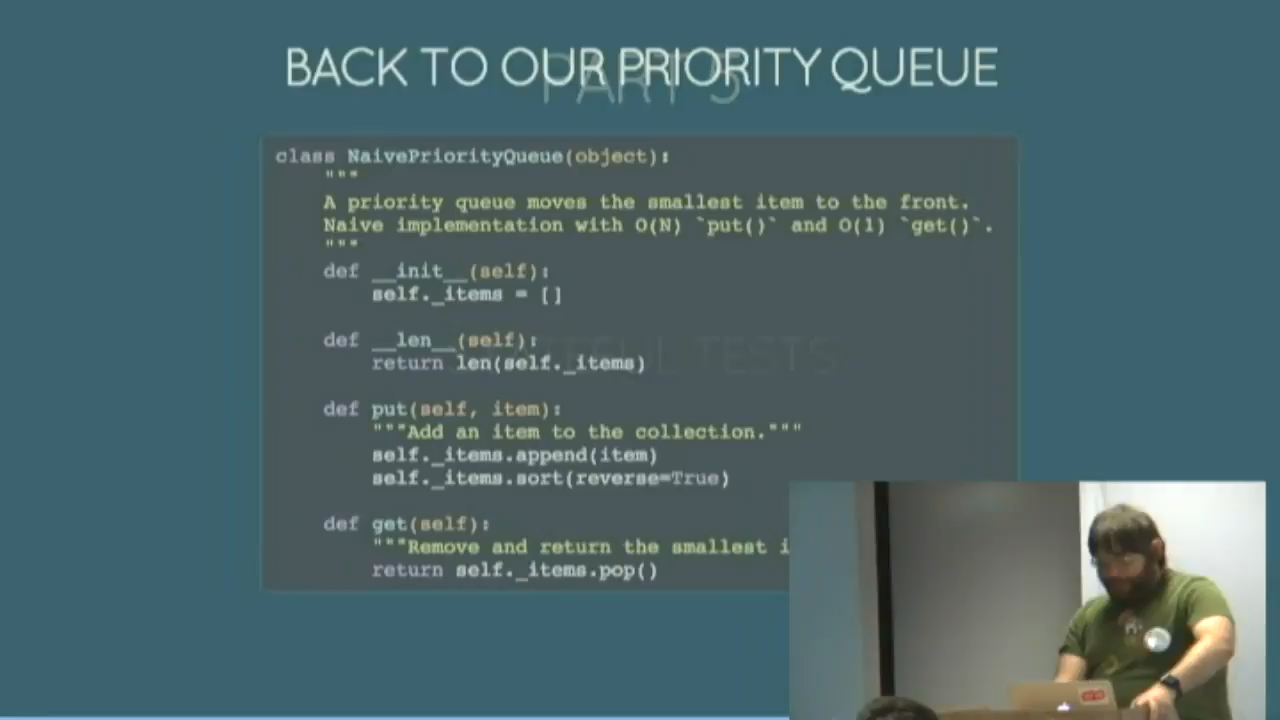 BACK TO OUR PRIORITY QUEUE
PART 5
class NaivePriorityQueue(object):
    """
    A priority queue moves the smallest item to the front.
    Naive implementation with O(N) `put()` and O(1) `get()`.
    """
    def __init__(self):
        self._items = []
    def __len__(self):
        return len(self._items)
TESTS
    def put(self, item):
        """Add an item to the collection."""
        self._items.append(item)
        self._items.sort(reverse=True)
    def get(self):
        """Remove and return the smallest i
        return self._items.pop()